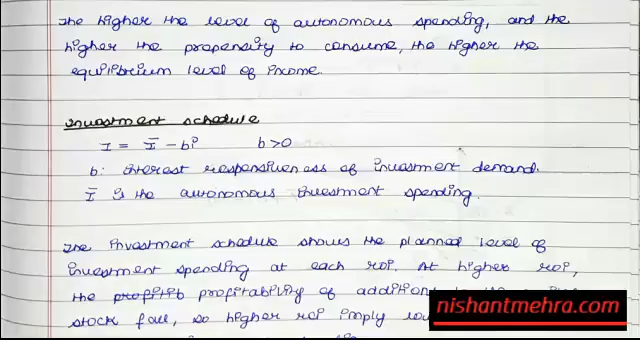 The higher the level of autonomous spending, and the
higher the propensity to consume, the higher the
equilibrium level of income.
Investment schedule
I = Ī - bi b>0
b: interest responsiveness of investment demand.
Ī is the autonomous investment spending.
The investment schedule shows the planned level of
investment spending at each roi. At higher roi,
the profitib profitability of additions
stock fall, so higher roi imply
nishantmehra.com